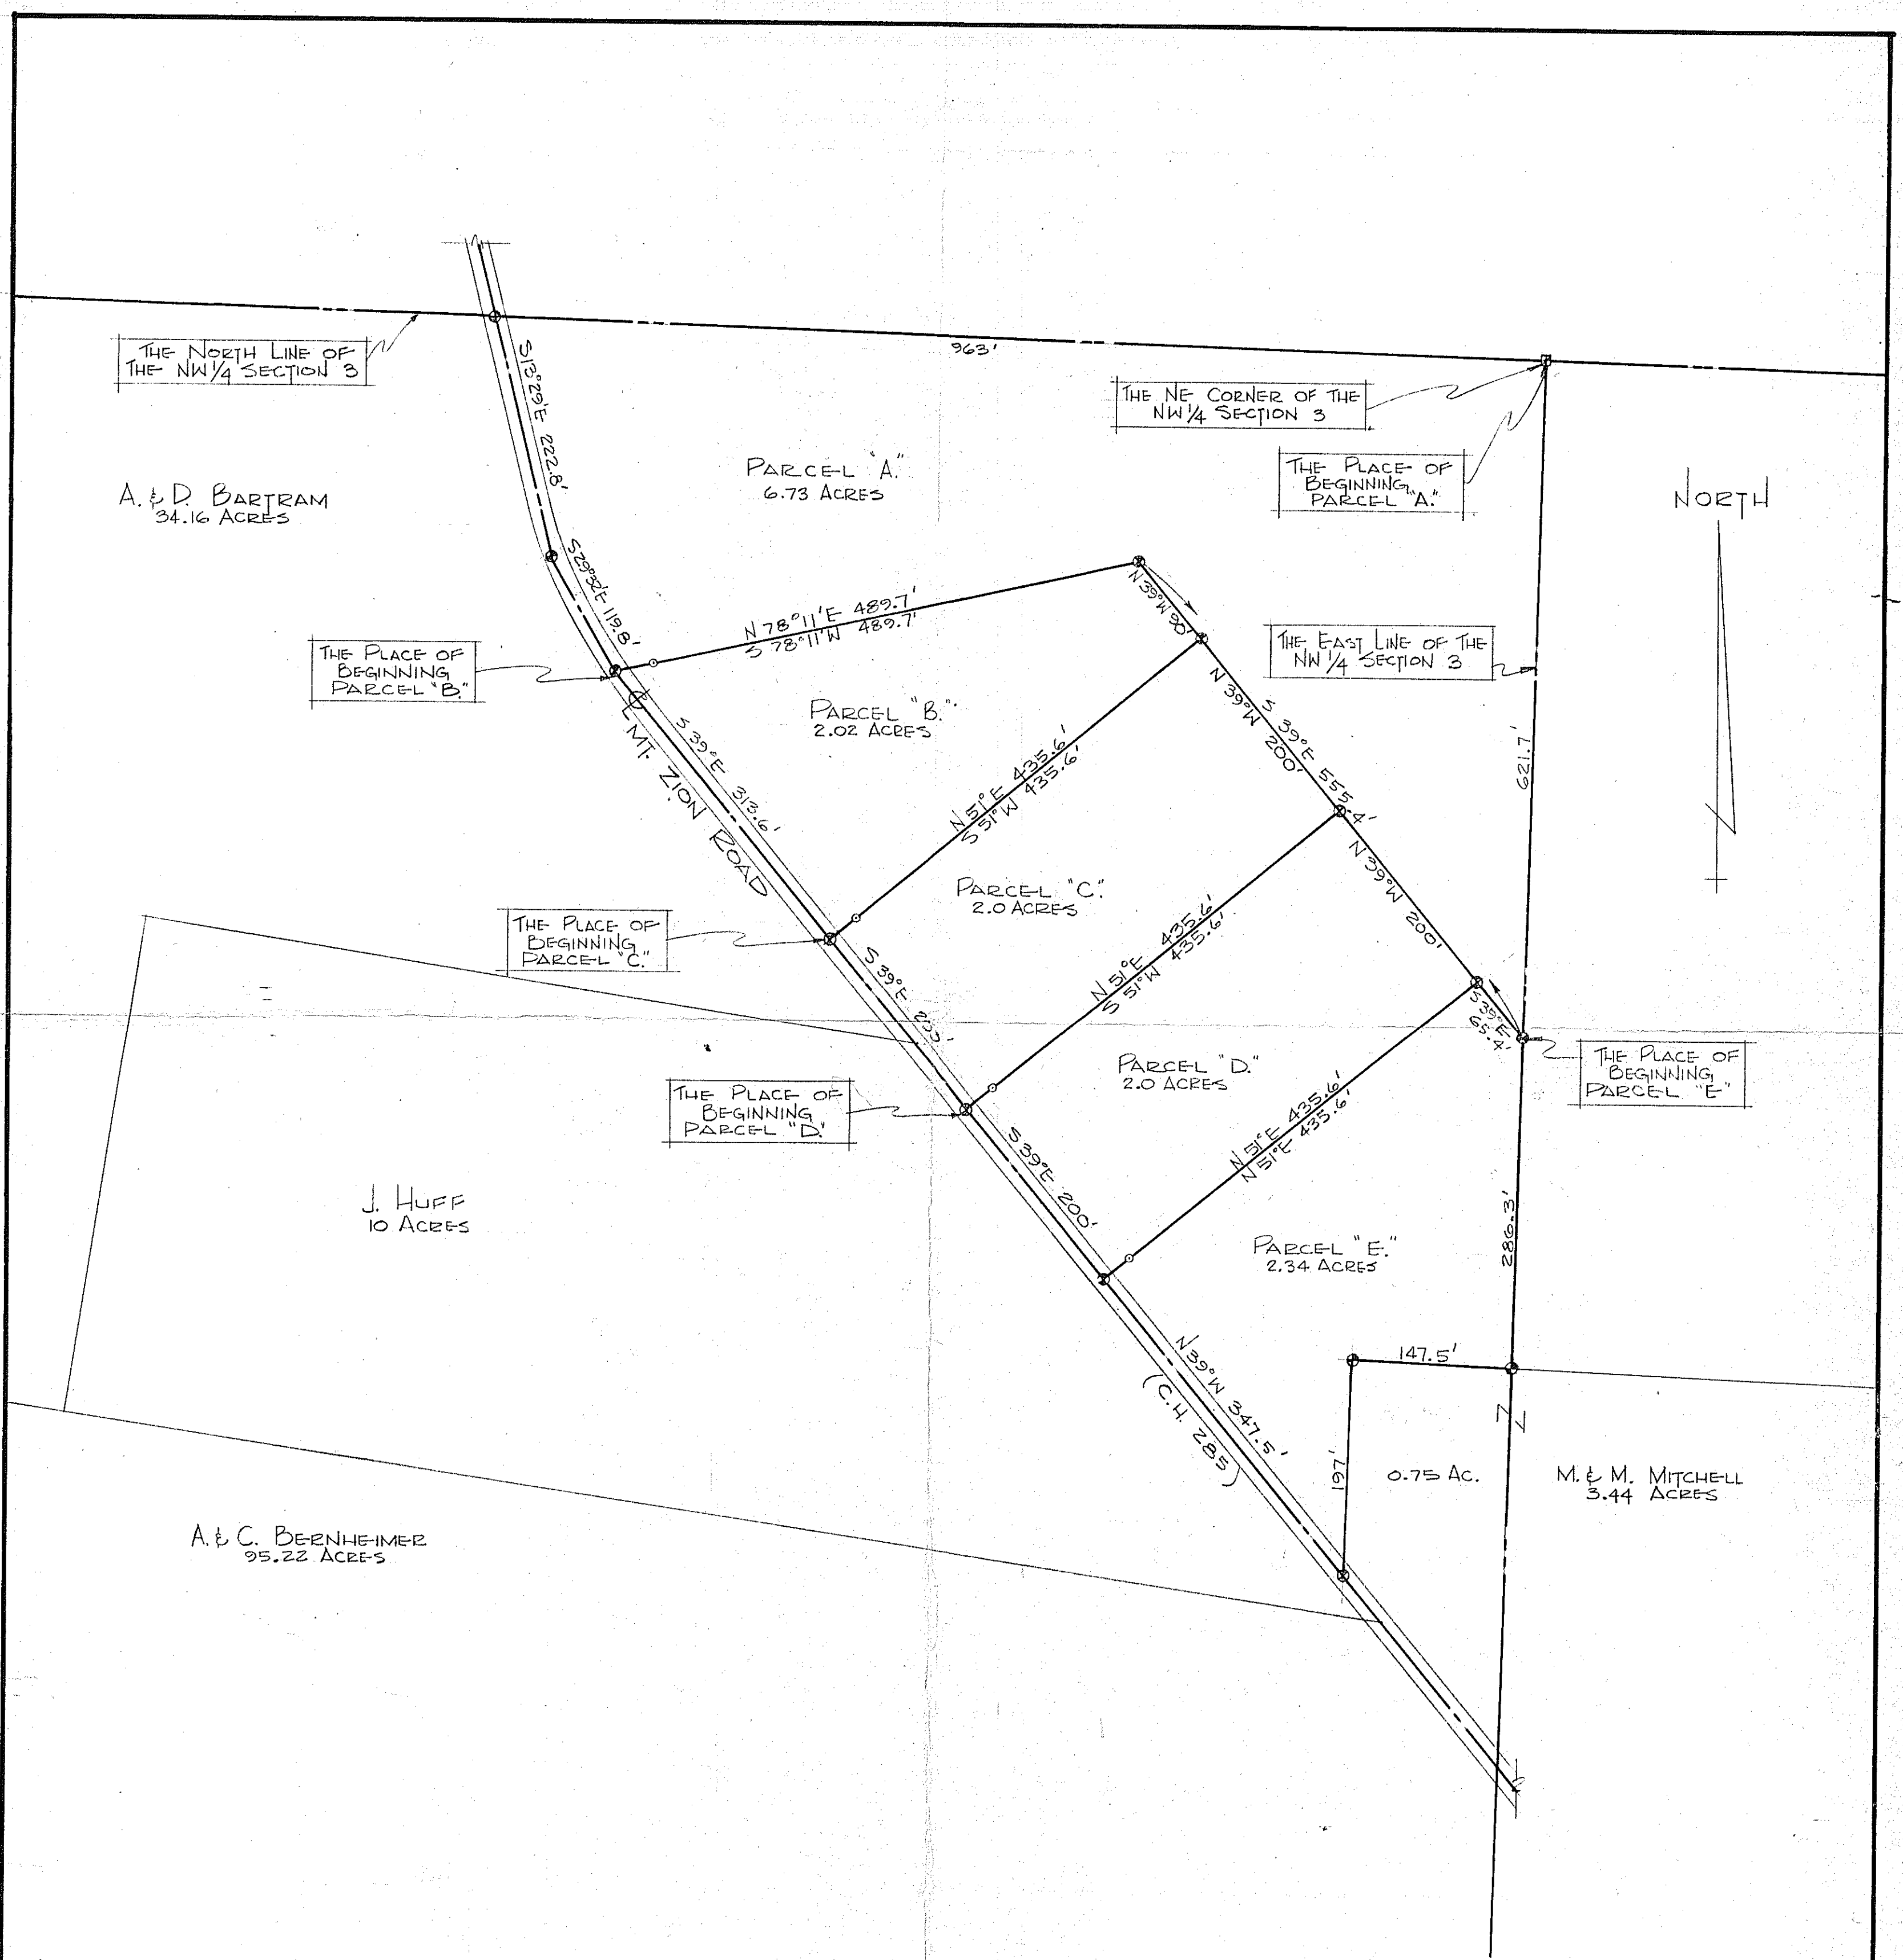 THE NORTH LINE OF
THE NW 1/4 SECTION 3
963'
THE NE CORNER OF THE
NW 1/4 SECTION 3
THE PLACE OF
BEGINNING
PARCEL "A."
NORTH
S13°29'E 222.8'
PARCEL "A."
6.73 ACRES
A. & D. BARTRAM
34.16 ACRES
S29°32'E 119.8'
N 78°11'E 489.7'
S 78°11'W 489.7'
N 39°W 90'
THE EAST LINE OF THE
NW 1/4 SECTION 3
THE PLACE OF
BEGINNING
PARCEL "B."
PARCEL "B."
2.02 ACRES
N 39°W 200'
S 39°E 555.4'
621.7'
S 39°E 313.6'
MT. ZION ROAD
N 51°E 435.6'
S 51°W 435.6'
PARCEL "C."
2.0 ACRES
N 39°W 200'
THE PLACE OF
BEGINNING
PARCEL "C."
S 39°E 200'
N 51°E 435.6'
S 51°W 435.6'
S 39°E
65.4'
THE PLACE OF
BEGINNING
PARCEL "E"
THE PLACE OF
BEGINNING
PARCEL "D."
PARCEL "D."
2.0 ACRES
S 39°E 200'
N 51°E 435.6'
N 51°E 435.6'
J. HUFF
10 ACRES
286.3'
PARCEL "E."
2.34 ACRES
147.5'
N 39°W 347.5'
(C.H. 285)
197'
0.75 AC.
M. & M. MITCHELL
3.44 ACRES
A. & C. BERNHEIMER
95.22 ACRES